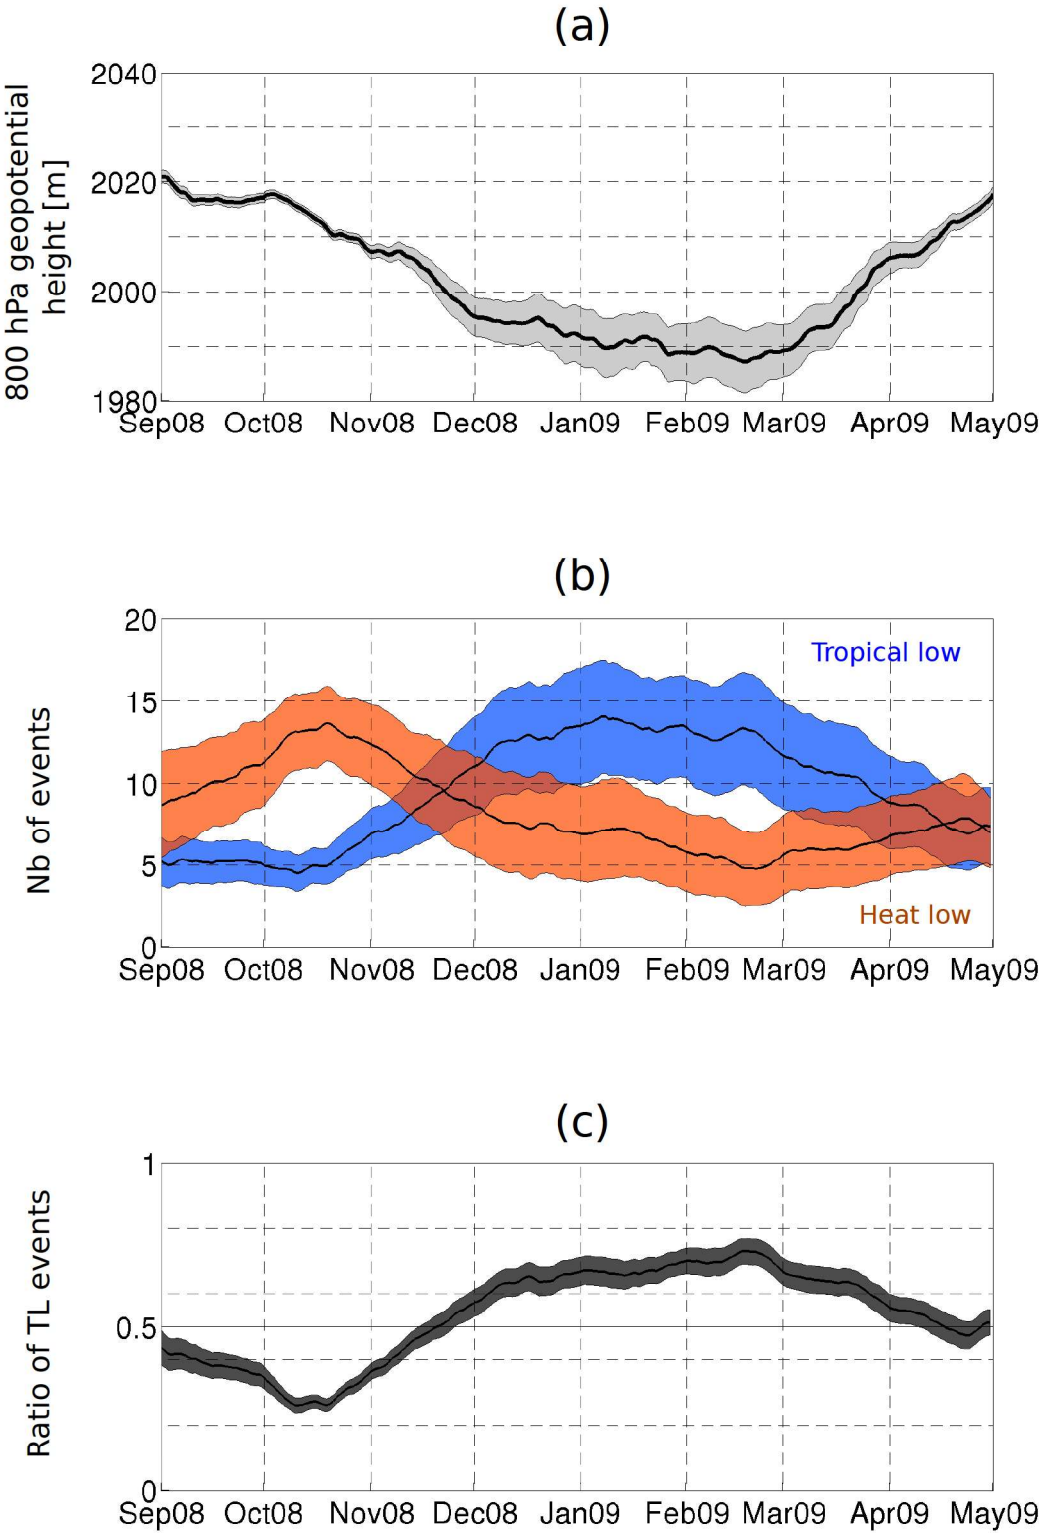 (a)
800 hPa geopotential
height [m]
2040
2020
2000
1980
Sep08 Oct08 Nov08 Dec08 Jan09 Feb09 Mar09 Apr09 May09
(b)
Nb of events
20
15
10
5
0
Tropical low
Heat low
Sep08 Oct08 Nov08 Dec08 Jan09 Feb09 Mar09 Apr09 May09
(c)
Ratio of TL events
1
0.5
0
Sep08 Oct08 Nov08 Dec08 Jan09 Feb09 Mar09 Apr09 May09